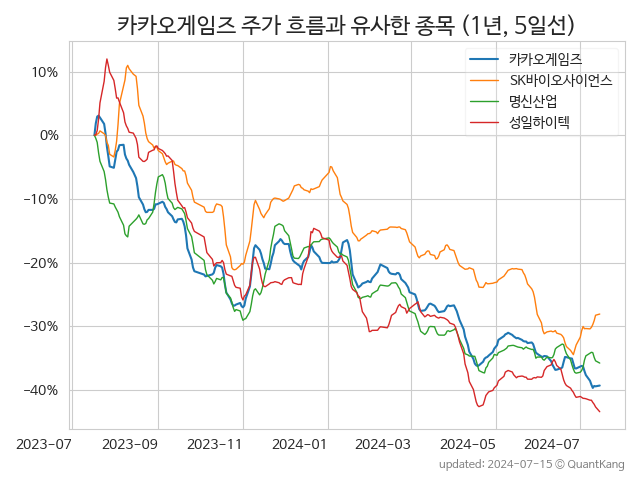 카카오게임즈 주가 흐름과 유사한 종목 (1년, 5일선)
카카오게임즈
SK바이오사이언스
명신산업
성일하이텍
10%
0%
−10%
−20%
−30%
−40%
2023-07 2023-09 2023-11 2024-01 2024-03 2024-05 2024-07
updated: 2024-07-15 © QuantKang